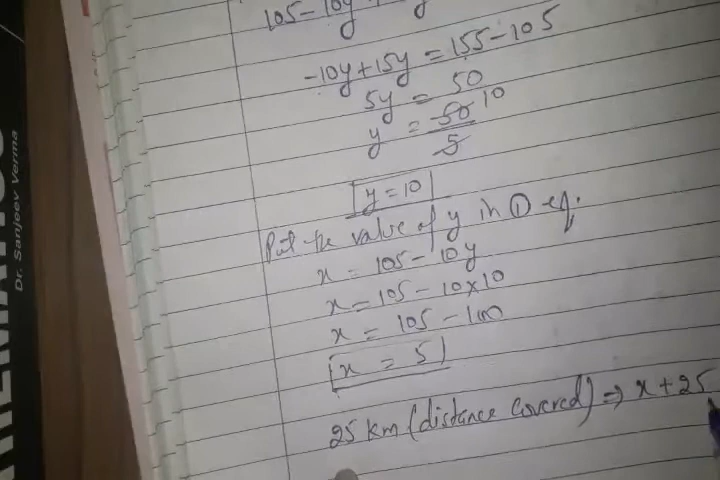 105-10y
-10y+15y = 155-105
5y = 50
y = 50 10
5
y = 10
Put the value of y in ① eq.
x = 105-10y
x = 105-10×10
x = 105-100
x = 5
25 km (distance covered) ⇒ x+25
Dr. Sanjeev Verma